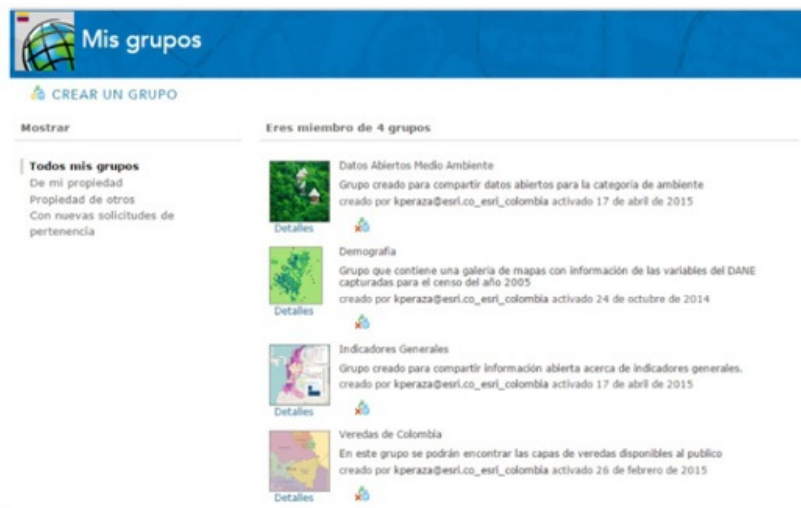 Mis grupos
CREAR UN GRUPO
Mostrar
Todos mis grupos
De mi propiedad
Propiedad de otros
Con nuevas solicitudes de
pertenencia
Eres miembro de 4 grupos
Datos Abiertos Medio Ambiente
Grupo creado para compartir datos abiertos para la categoría de ambiente
creado por kperaza@esri.co_esri_colombia activado 17 de abril de 2015
Detalles
Demografía
Grupo que contiene una galeria de mapas con información de las variables del DANE
capturadas para el censo del año 2005
creado por kperaza@esri.co_esri_colombia activado 24 de octubre de 2014
Detalles
Indicadores Generales
Grupo creado para compartir información abierta acerca de indicadores generales.
creado por kperaza@esri.co_esri_colombia activado 17 de abril de 2015
Detalles
Veredas de Colombia
En este grupo se podrán encontrar las capas de veredas disponibles al publico
creado por kperaza@esri.co_esri_colombia activado 26 de febrero de 2015
Detalles